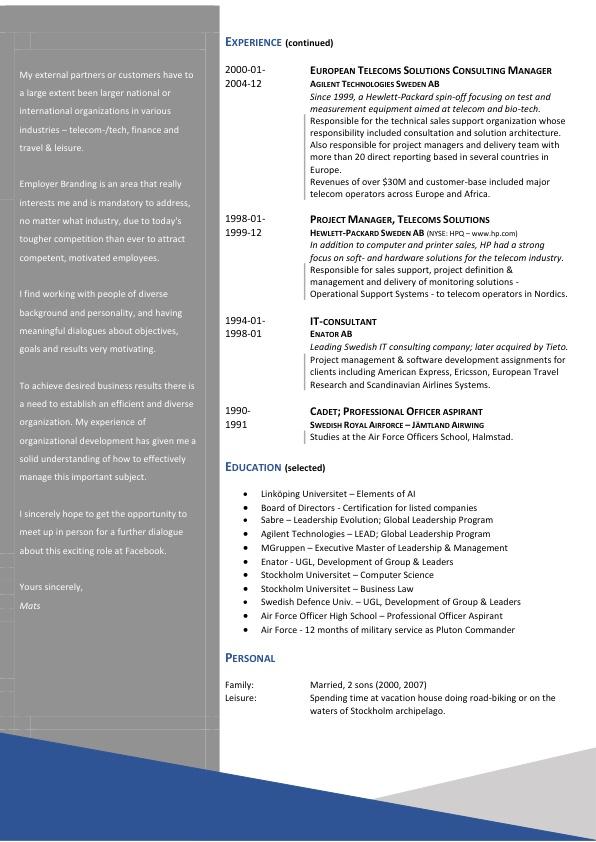 My external partners or customers have to
a large extent been larger national or
international organizations in various
industries – telecom-/tech, finance and
travel & leisure.
Employer Branding is an area that really
interests me and is mandatory to address,
no matter what industry, due to today's
tougher competition than ever to attract
competent, motivated employees.
I find working with people of diverse
background and personality, and having
meaningful dialogues about objectives,
goals and results very motivating.
To achieve desired business results there is
a need to establish an efficient and diverse
organization. My experience of
organizational development has given me a
solid understanding of how to effectively
manage this important subject.
I sincerely hope to get the opportunity to
meet up in person for a further dialogue
about this exciting role at Facebook.
Yours sincerely,
Mats
EXPERIENCE (continued)
2000-01-
2004-12
EUROPEAN TELECOMS SOLUTIONS CONSULTING MANAGER
AGILENT TECHNOLOGIES SWEDEN AB
Since 1999, a Hewlett-Packard spin-off focusing on test and
measurement equipment aimed at telecom and bio-tech.
Responsible for the technical sales support organization whose
responsibility included consultation and solution architecture.
Also responsible for project managers and delivery team with
more than 20 direct reporting based in several countries in
Europe.
Revenues of over $30M and customer-base included major
telecom operators across Europe and Africa.
1998-01-
1999-12
PROJECT MANAGER, TELECOMS SOLUTIONS
HEWLETT-PACKARD SWEDEN AB (NYSE: HPQ – www.hp.com)
In addition to computer and printer sales, HP had a strong
focus on soft- and hardware solutions for the telecom industry.
Responsible for sales support, project definition &
management and delivery of monitoring solutions -
Operational Support Systems - to telecom operators in Nordics.
1994-01-
1998-01
IT-CONSULTANT
ENATOR AB
Leading Swedish IT consulting company; later acquired by Tieto.
Project management & software development assignments for
clients including American Express, Ericsson, European Travel
Research and Scandinavian Airlines Systems.
1990-
1991
CADET; PROFESSIONAL OFFICER ASPIRANT
SWEDISH ROYAL AIRFORCE – JÄMTLAND AIRWING
Studies at the Air Force Officers School, Halmstad.
EDUCATION (selected)
• Linköping Universitet – Elements of AI
• Board of Directors - Certification for listed companies
• Sabre – Leadership Evolution; Global Leadership Program
• Agilent Technologies – LEAD; Global Leadership Program
• MGruppen – Executive Master of Leadership & Management
• Enator - UGL, Development of Group & Leaders
• Stockholm Universitet – Computer Science
• Stockholm Universitet – Business Law
• Swedish Defence Univ. – UGL, Development of Group & Leaders
• Air Force Officer High School – Professional Officer Aspirant
• Air Force - 12 months of military service as Pluton Commander
PERSONAL
Family: Married, 2 sons (2000, 2007)
Leisure: Spending time at vacation house doing road-biking or on the
waters of Stockholm archipelago.